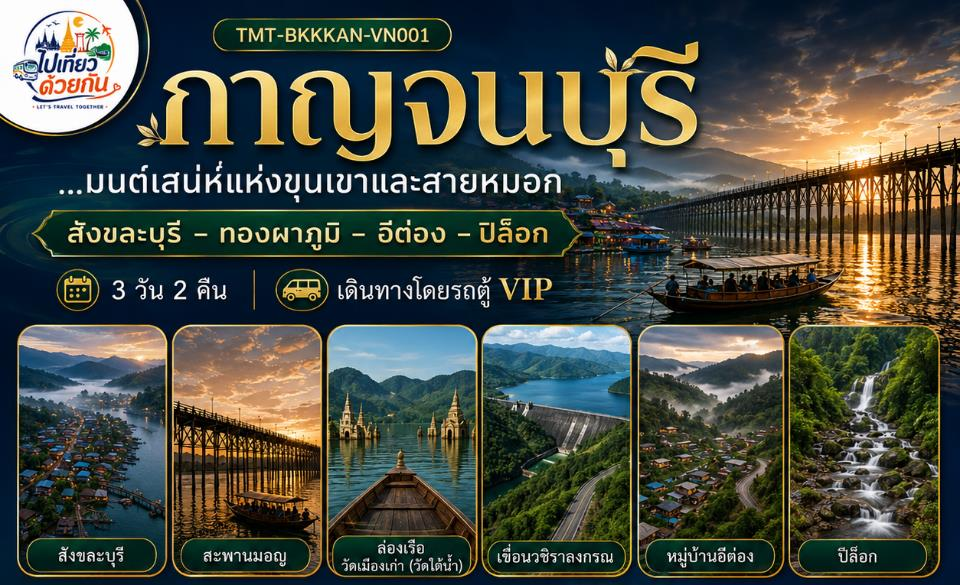 ไปเที่ยว
ด้วยกัน
LET'S TRAVEL TOGETHER
TMT-BKKKAN-VN001
กาญจนบุรี
...มนต์เสน่ห์แห่งขุนเขาและสายหมอก
สังขละบุรี – ทองผาภูมิ – อีต่อง – ปิล็อก
3 วัน 2 คืน
เดินทางโดยรถตู้ VIP
สังขละบุรี
สะพานมอญ
ล่องเรือ
วัดเมืองเก่า (วัดใต้น้ำ)
เขื่อนวชิราลงกรณ
หมู่บ้านอีต่อง
ปิล็อก